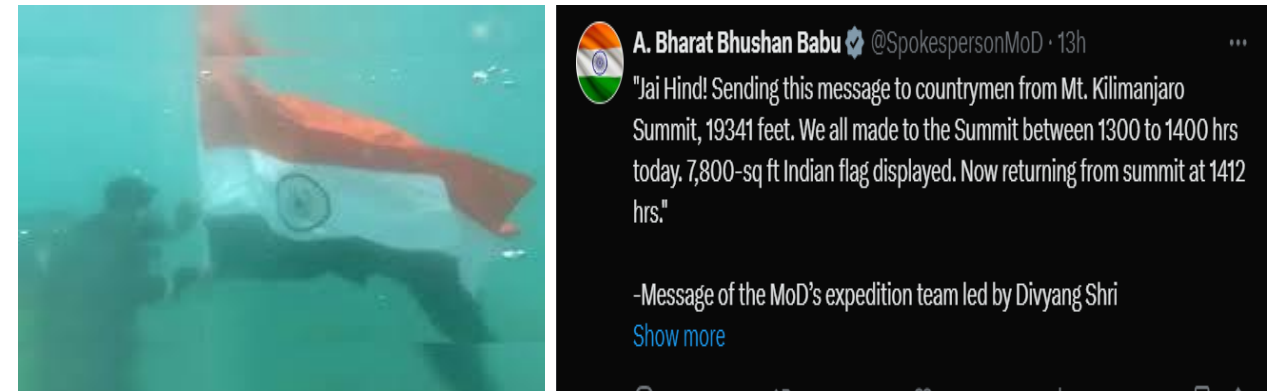 A. Bharat Bhushan Babu @SpokespersonMoD · 13h
"Jai Hind! Sending this message to countrymen from Mt. Kilimanjaro
Summit, 19341 feet. We all made to the Summit between 1300 to 1400 hrs
today. 7,800-sq ft Indian flag displayed. Now returning from summit at 1412
hrs."
-Message of the MoD's expedition team led by Divyang Shri
Show more